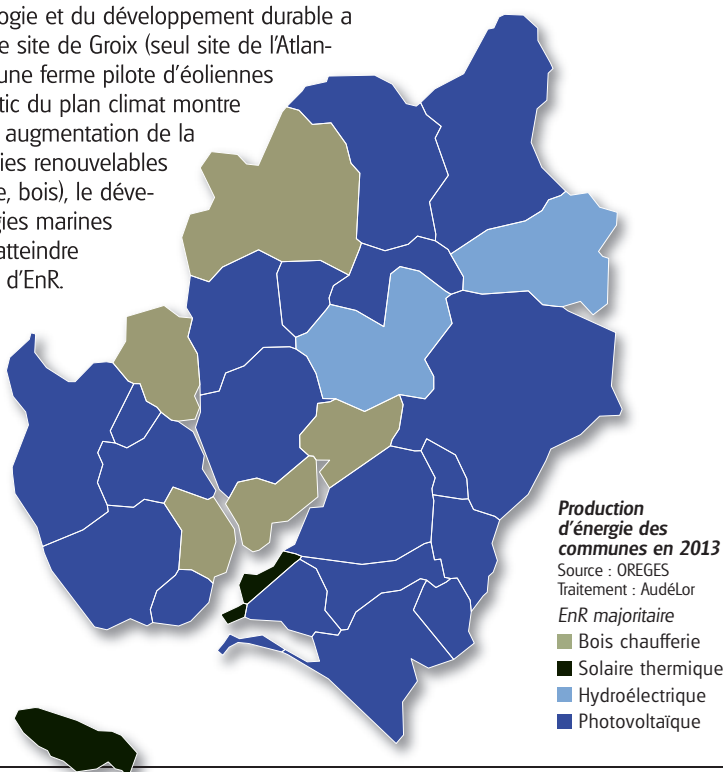 ogie et du développement durable a
e site de Groix (seul site de l’Atlan-
une ferme pilote d’éoliennes
tic du plan climat montre
augmentation de la
ies renouvelables
e, bois), le déve-
gies marines
atteindre
d’EnR.
Production
d’énergie des
communes en 2013
Source : OREGES
Traitement : AudéLor
EnR majoritaire
Bois chaufferie
Solaire thermique
Hydroélectrique
Photovoltaïque